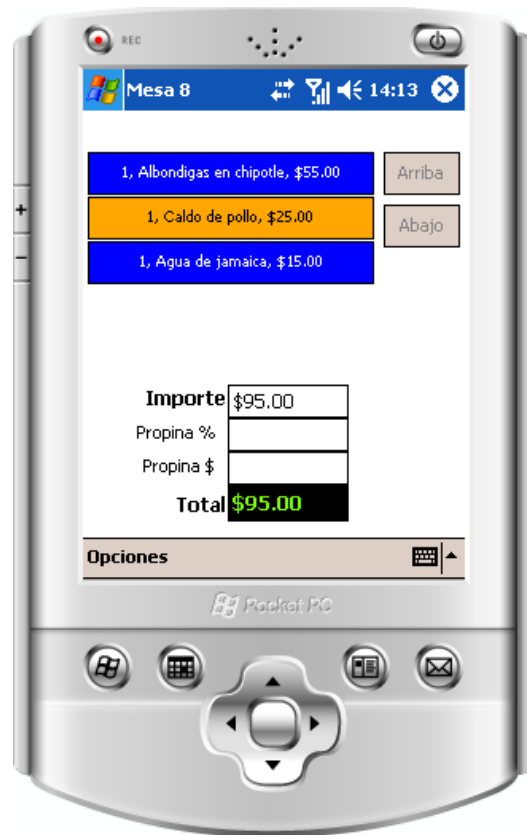 REC
Mesa 8 14:13
1, Albondigas en chipotle, $55.00
Arriba
1, Caldo de pollo, $25.00
Abajo
1, Agua de jamaica, $15.00
Importe $95.00
Propina %
Propina $
Total $95.00
Opciones
Pocket PC